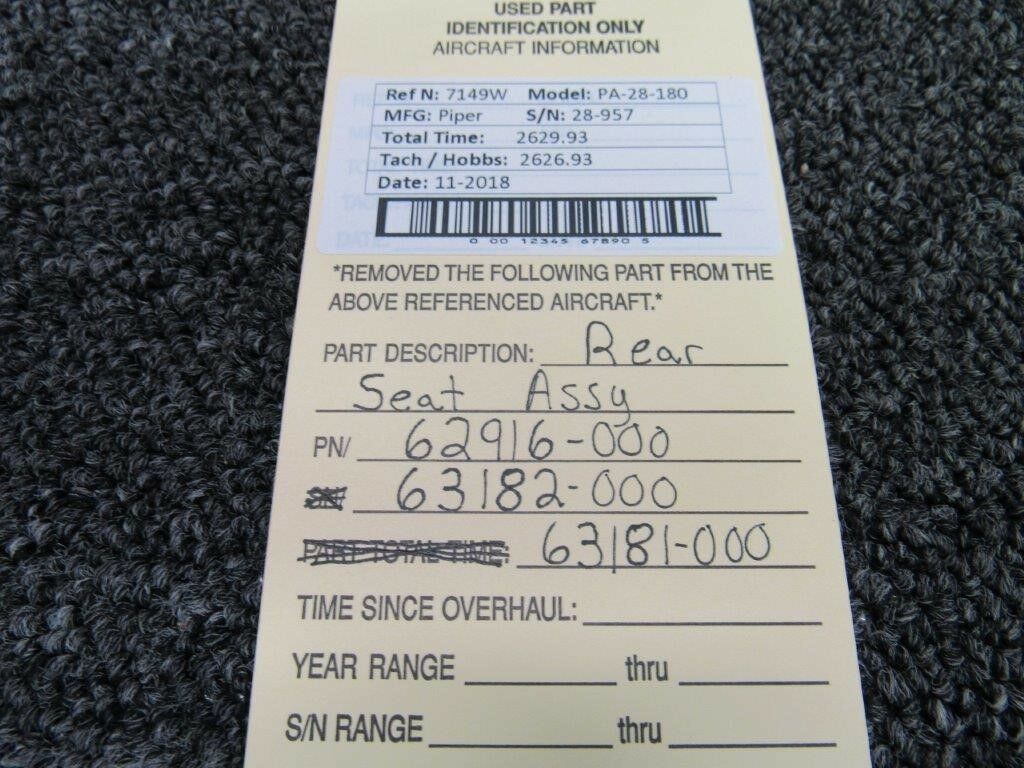 USED PART
IDENTIFICATION ONLY
AIRCRAFT INFORMATION
Ref N: 7149W Model: PA-28-180
MFG: Piper S/N: 28-957
Total Time: 2629.93
Tach / Hobbs: 2626.93
Date: 11-2018
0 00 12345 67890 5
*REMOVED THE FOLLOWING PART FROM THE
ABOVE REFERENCED AIRCRAFT.*
PART DESCRIPTION: Rear
Seat Assy
PN/ 62916-000
63182-000
PART TOTAL TIME: 63181-000
TIME SINCE OVERHAUL:
YEAR RANGE thru
S/N RANGE thru